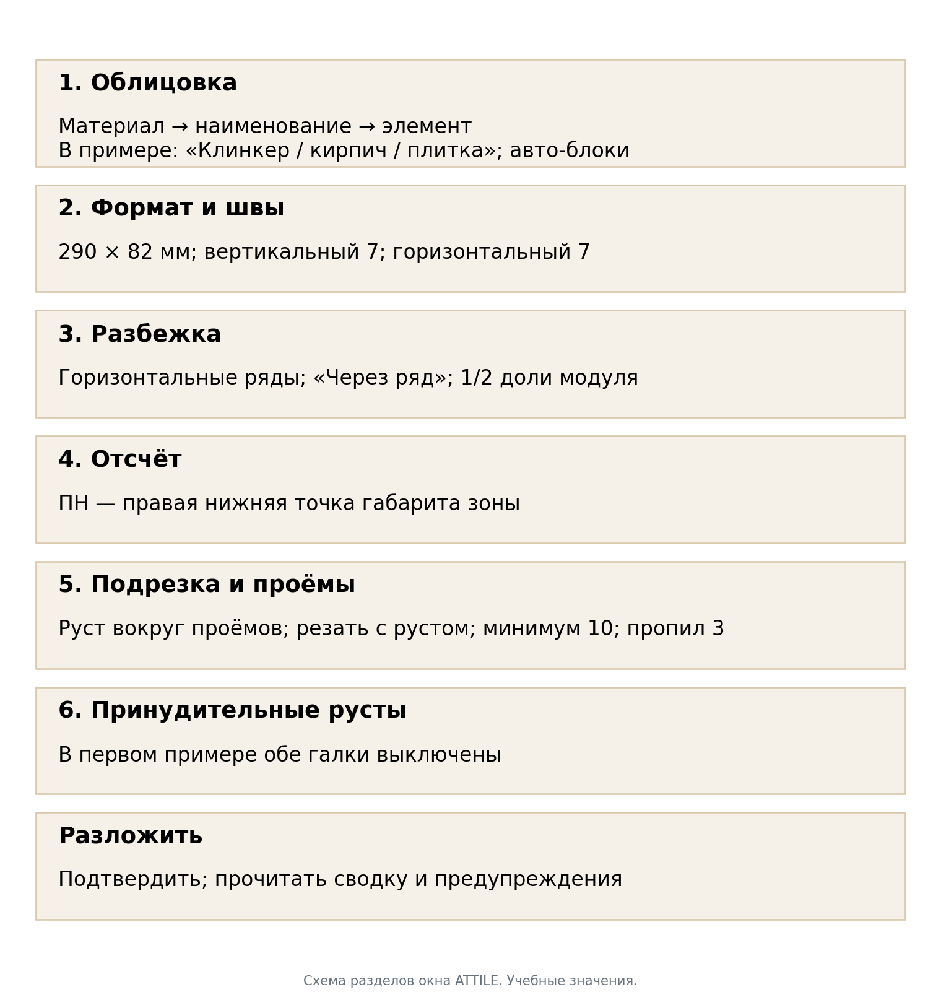 1. Облицовка
Материал → наименование → элемент
В примере: «Клинкер / кирпич / плитка»; авто-блоки
2. Формат и швы
290 × 82 мм; вертикальный 7; горизонтальный 7
3. Разбежка
Горизонтальные ряды; «Через ряд»; 1/2 доли модуля
4. Отсчёт
ПН — правая нижняя точка габарита зоны
5. Подрезка и проёмы
Руст вокруг проёмов; резать с рустом; минимум 10; пропил 3
6. Принудительные русты
В первом примере обе галки выключены
Разложить
Подтвердить; прочитать сводку и предупреждения
Схема разделов окна ATTILE. Учебные значения.